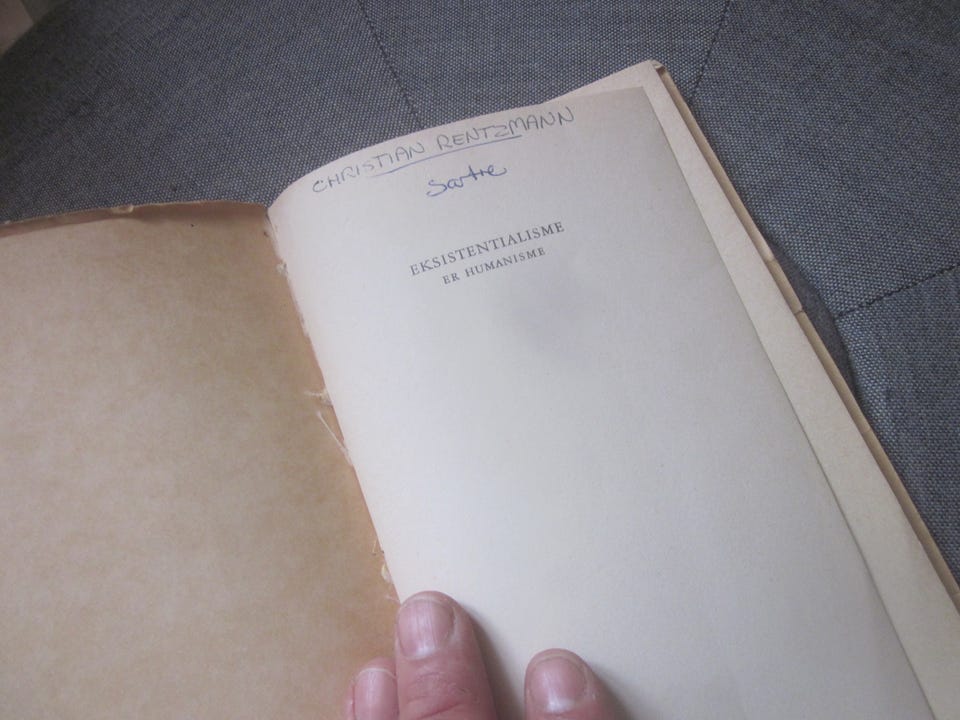 CHRISTIAN RENTZMANN
Sartre
EKSISTENTIALISME
ER HUMANISME